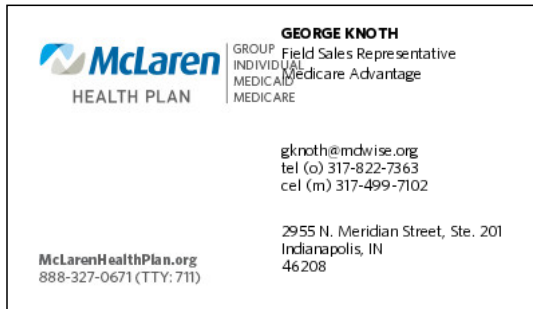 McLaren
HEALTH PLAN
GROUP
INDIVIDUAL
MEDICAID
MEDICARE
GEORGE KNOTH
Field Sales Representative
Medicare Advantage
gknoth@mdwise.org
tel (o) 317-822-7363
cel (m) 317-499-7102
2955 N. Meridian Street, Ste. 201
Indianapolis, IN
46208
McLarenHealthPlan.org
888-327-0671 (TTY: 711)